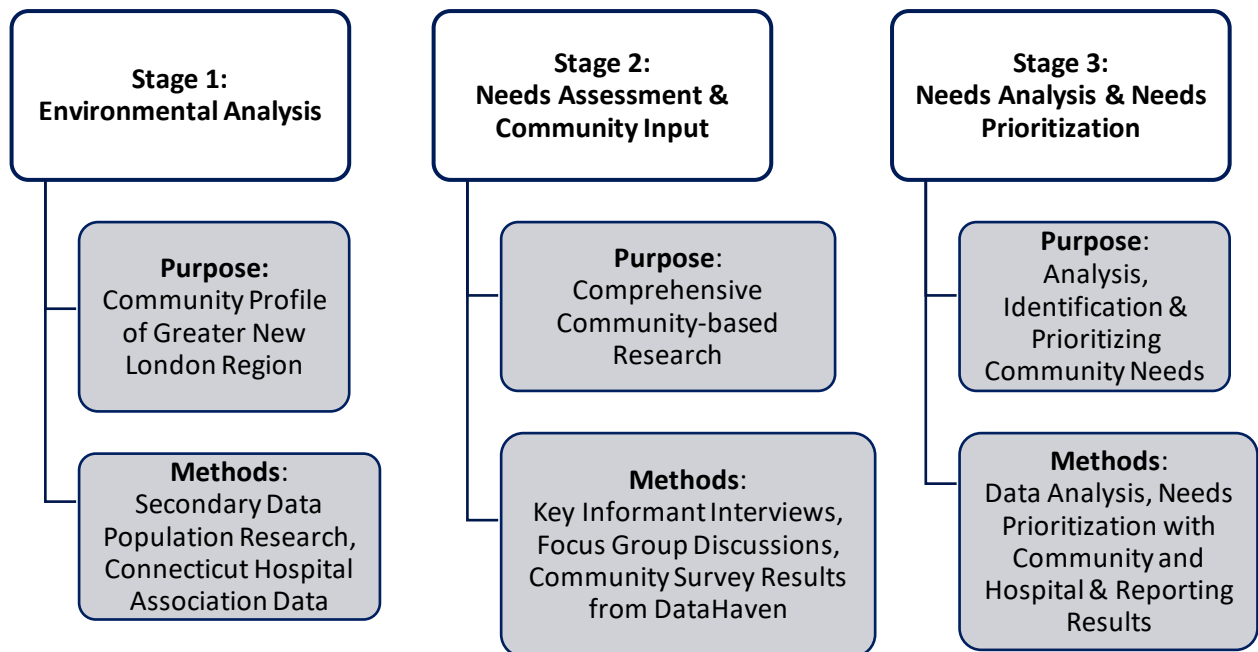 Stage 1:
Environmental Analysis
Purpose:
Community Profile
of Greater New
London Region
Methods:
Secondary Data
Population Research,
Connecticut Hospital
Association Data
Stage 2:
Needs Assessment &
Community Input
Purpose:
Comprehensive
Community-based
Research
Methods:
Key Informant Interviews,
Focus Group Discussions,
Community Survey Results
from DataHaven
Stage 3:
Needs Analysis & Needs
Prioritization
Purpose:
Analysis,
Identification &
Prioritizing
Community Needs
Methods:
Data Analysis, Needs
Prioritization with
Community and
Hospital & Reporting
Results